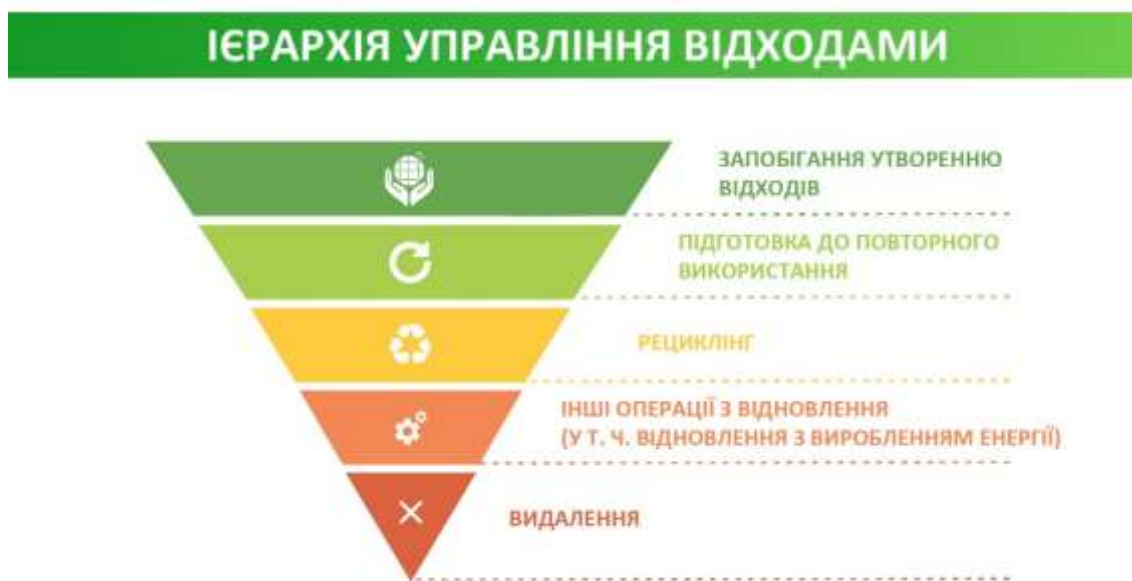 ІЄРАРХІЯ УПРАВЛІННЯ ВІДХОДАМИ
ЗАПОБІГАННЯ УТВОРЕННЮ
ВІДХОДІВ
ПІДГОТОВКА ДО ПОВТОРНОГО
ВИКОРИСТАННЯ
РЕЦИКЛІНГ
ІНШІ ОПЕРАЦІЇ З ВІДНОВЛЕННЯ
(У Т. Ч. ВІДНОВЛЕННЯ З ВИРОБЛЕННЯМ ЕНЕРГІЇ)
ВИДАЛЕННЯ